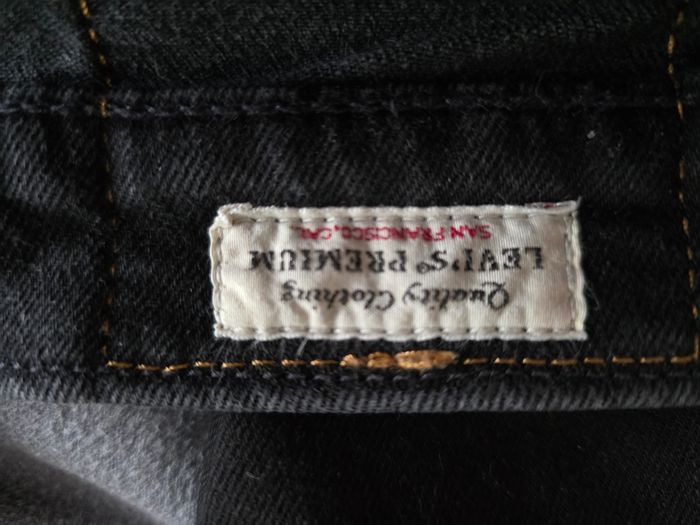 Quality Clothing
LEVI'S® PREMIUM
SAN FRANCISCO, CAL